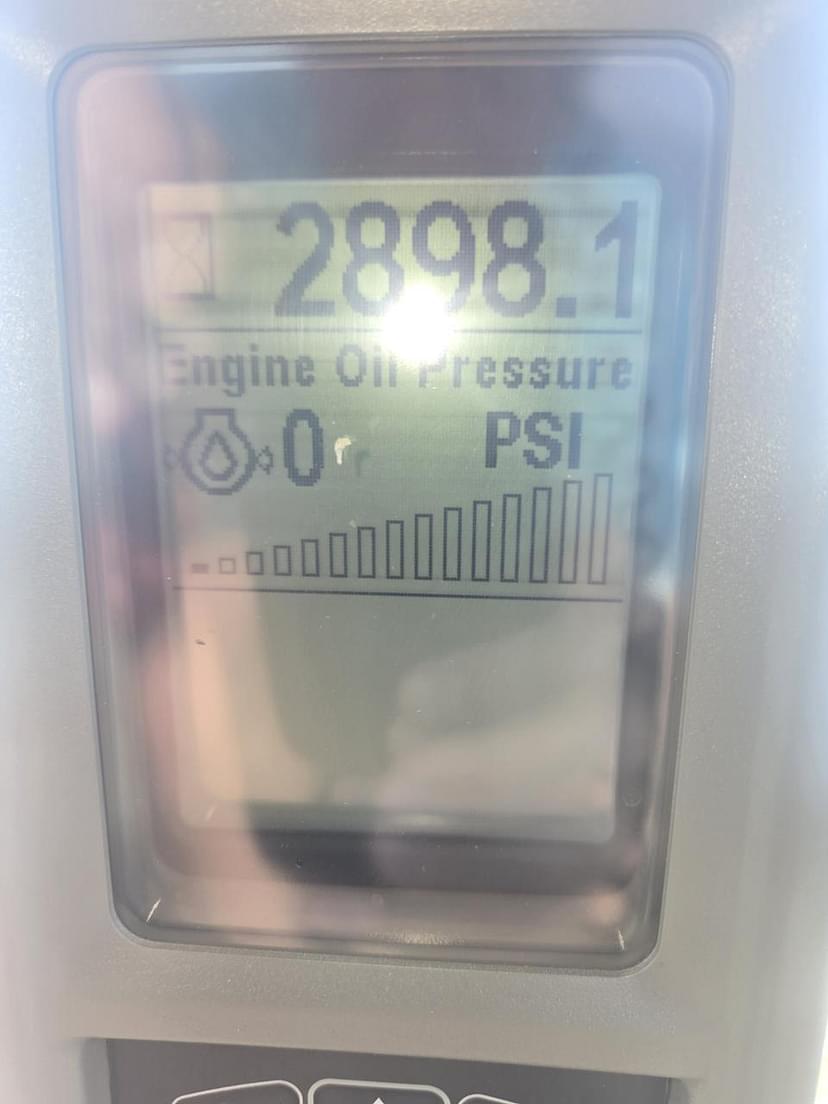 2898.1
Engine Oil Pressure
0 PSI